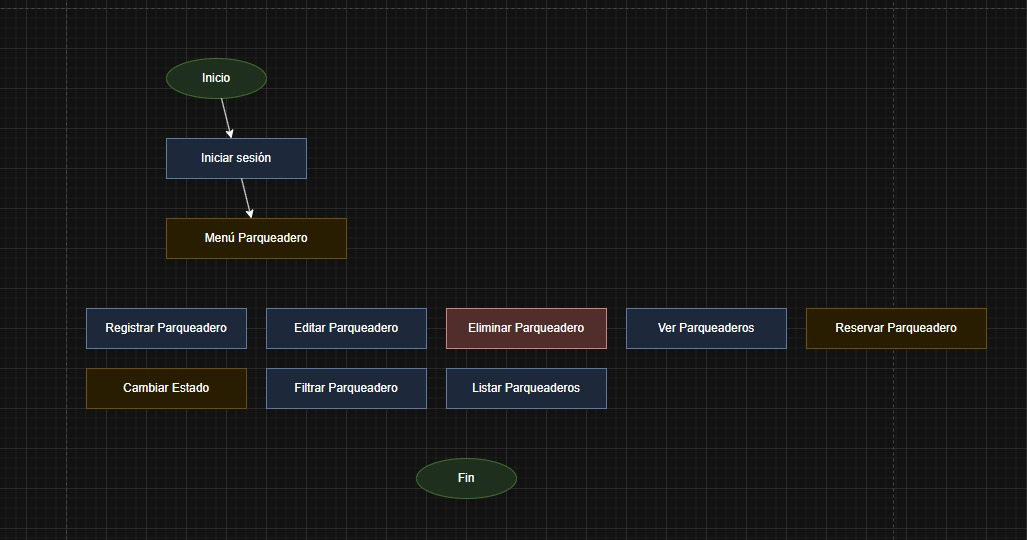 Inicio
Iniciar sesión
Menú Parqueadero
Registrar Parqueadero
Editar Parqueadero
Eliminar Parqueadero
Ver Parqueaderos
Reservar Parqueadero
Cambiar Estado
Filtrar Parqueadero
Listar Parqueaderos
Fin